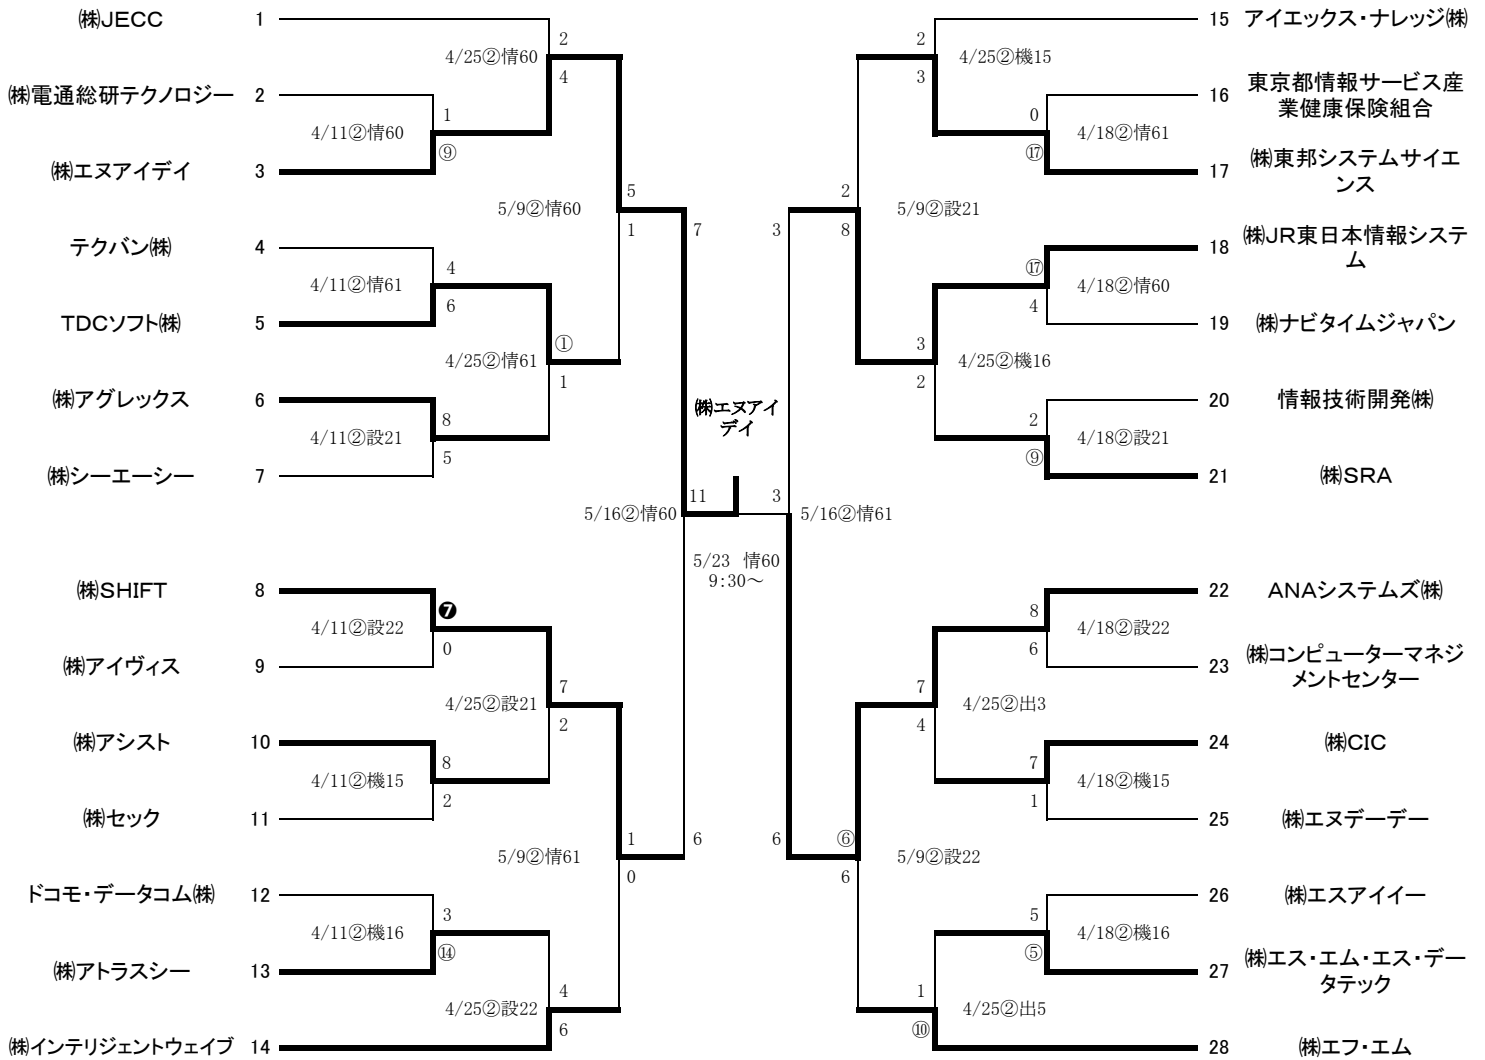 ㈱JECC 1
2
4/25②情60
4
㈱電通総研テクノロジー 2
1
4/11②情60
⑨
㈱エヌアイデイ 3
5
5/9②情60
1
7
テクバン㈱ 4
4
4/11②情61
6
TDCソフト㈱ 5
①
4/25②情61
1
㈱アグレックス 6
8
4/11②設21
5
㈱シーエーシー 7
㈱エヌアイ
デイ
11
3
5/16②情60
5/16②情61
5/23 情60
9:30～
㈱SHIFT 8
❼
4/11②設22
0
㈱アイヴィス 9
7
4/25②設21
2
㈱アシスト 10
8
4/11②機15
2
㈱セック 11
1
5/9②情61
0
6
ドコモ・データコム㈱ 12
3
4/11②機16
⑭
㈱アトラスシー 13
4
4/25②設22
6
㈱インテリジェントウェイブ 14
15 アイエックス・ナレッジ㈱
2
4/25②機15
3
16 東京都情報サービス産
業健康保険組合
0
4/18②情61
⑰
17 ㈱東邦システムサイエ
ンス
2
5/9②設21
8
3
18 ㈱JR東日本情報システ
ム
⑰
4/18②情60
4
19 ㈱ナビタイムジャパン
3
4/25②機16
2
20 情報技術開発㈱
2
4/18②設21
⑨
21 ㈱SRA
22 ANAシステムズ㈱
8
4/18②設22
6
23 ㈱コンピューターマネジ
メントセンター
7
4/25②出3
4
24 ㈱CIC
7
4/18②機15
1
25 ㈱エヌデーデー
6
⑥
5/9②設22
6
26 ㈱エスアイイー
5
4/18②機16
⑤
27 ㈱エス・エム・エス・デー
タテック
1
4/25②出5
⑩
28 ㈱エフ・エム